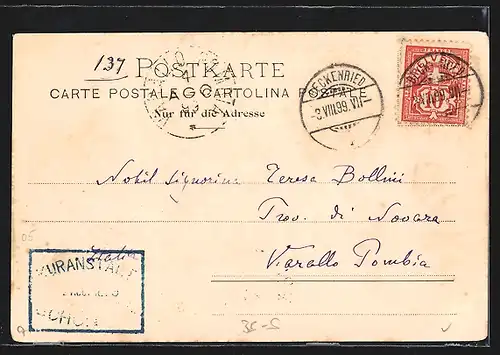 137
POSTKARTE
CARTE POSTALE CARTOLINA POSTALE
Nur für die Adresse
BECKENRIED
-3.VIII.99.VII-
10
Nobil Signorina Teresa Bollini
Prov. di Novara
Varallo Pombia
Italia
KURANSTALT
SCHÖN